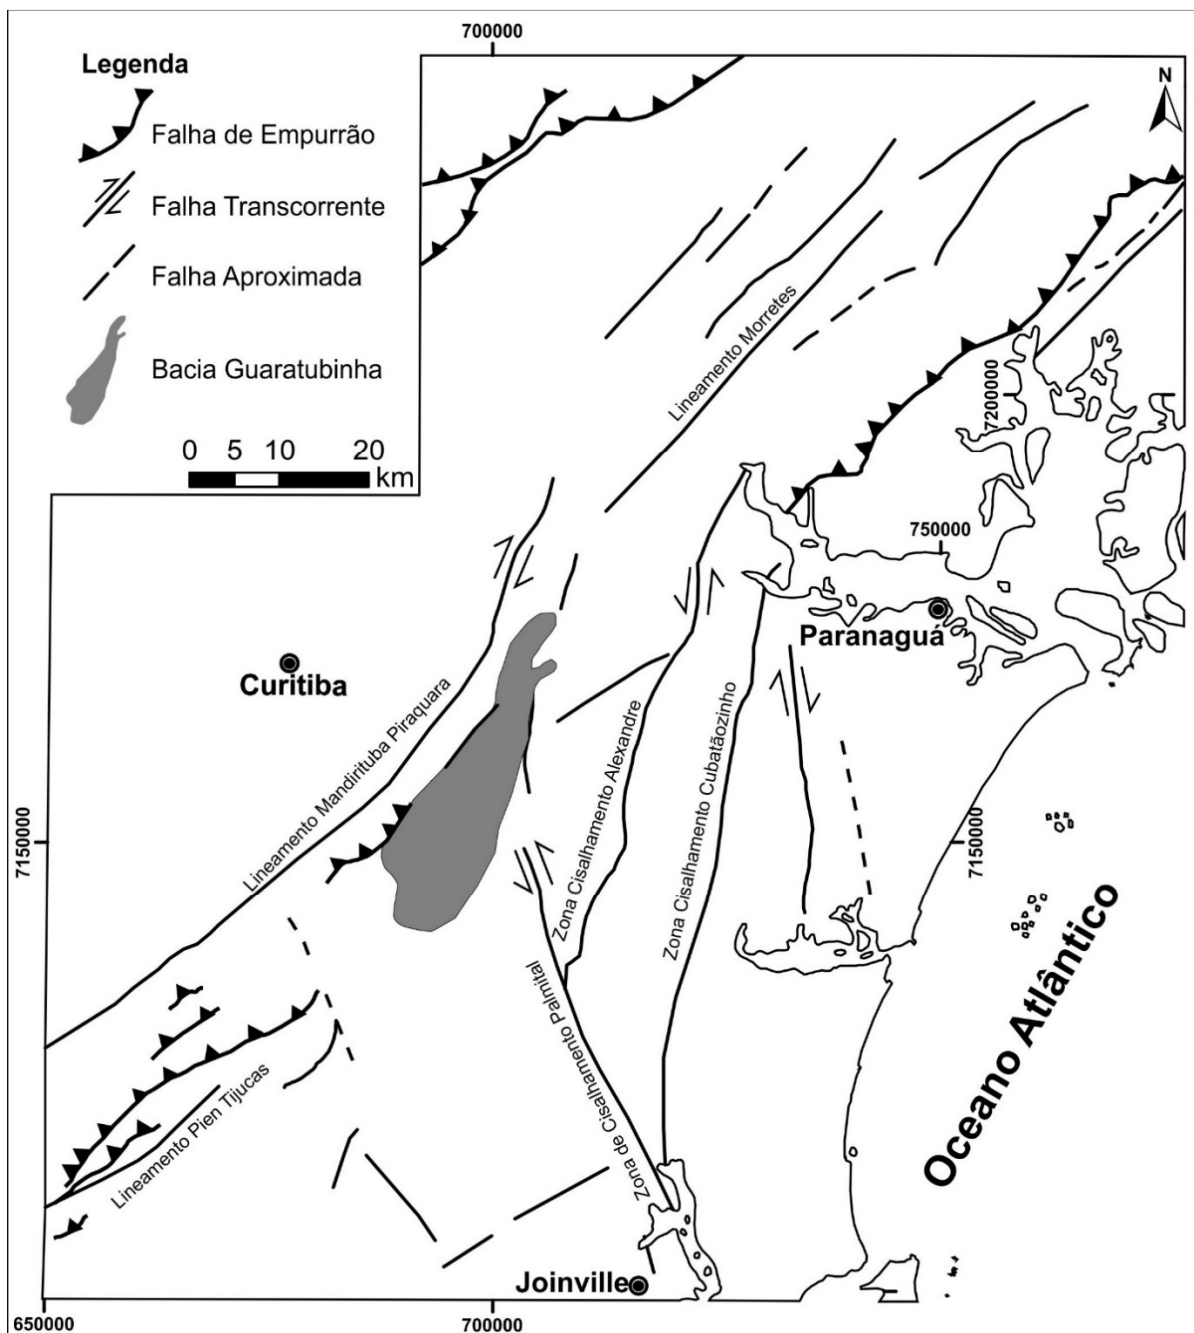 700000
Legenda
N
Falha de Empurrão
Falha Transcorrente
Falha Aproximada
Bacia Guaratubinha
0 5 10 20
km
Lineamento Morretes
7200000
750000
Paranaguá
Curitiba
Lineamento Mandirituba Piraquara
Zona Cisalhamento Alexandre
Zona Cisalhamento Cubatãozinho
7150000
7150000
Zona de Cisalhamento Palmital
Lineamento Pien Tijucas
Oceano Atlântico
Joinville
650000
700000